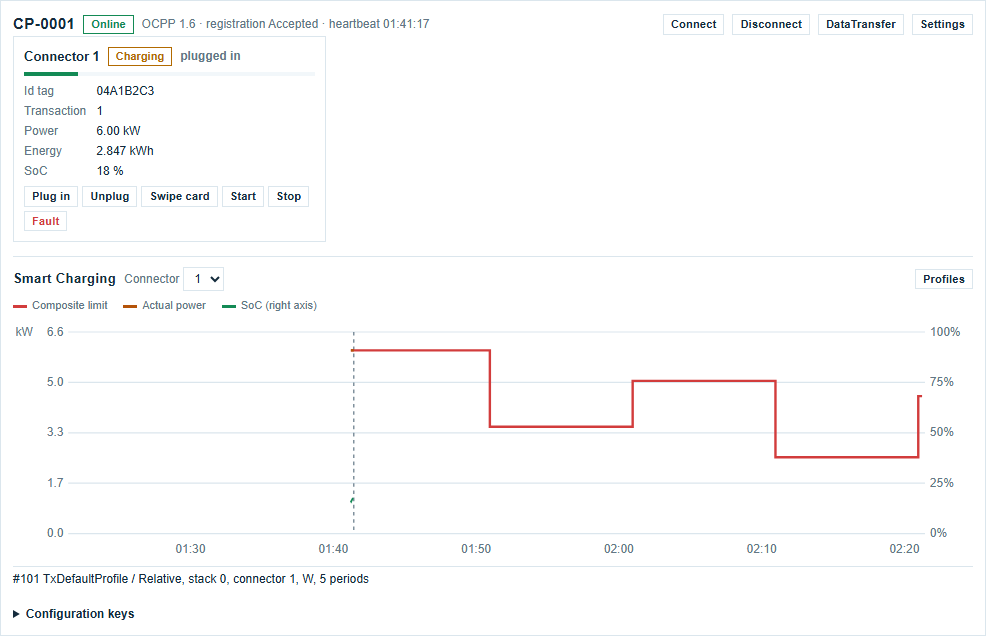 CP-0001 Online OCPP 1.6 · registration Accepted · heartbeat 01:41:17 Connect Disconnect DataTransfer Settings
Connector 1 Charging plugged in
Id tag 04A1B2C3
Transaction 1
Power 6.00 kW
Energy 2.847 kWh
SoC 18 %
Plug in Unplug Swipe card Start Stop
Fault
Smart Charging Connector 1 Profiles
Composite limit Actual power SoC (right axis)
kW 6.6 100%
5.0 75%
3.3 50%
1.7 25%
0.0 0%
01:30 01:40 01:50 02:00 02:10 02:20
#101 TxDefaultProfile / Relative, stack 0, connector 1, W, 5 periods
Configuration keys